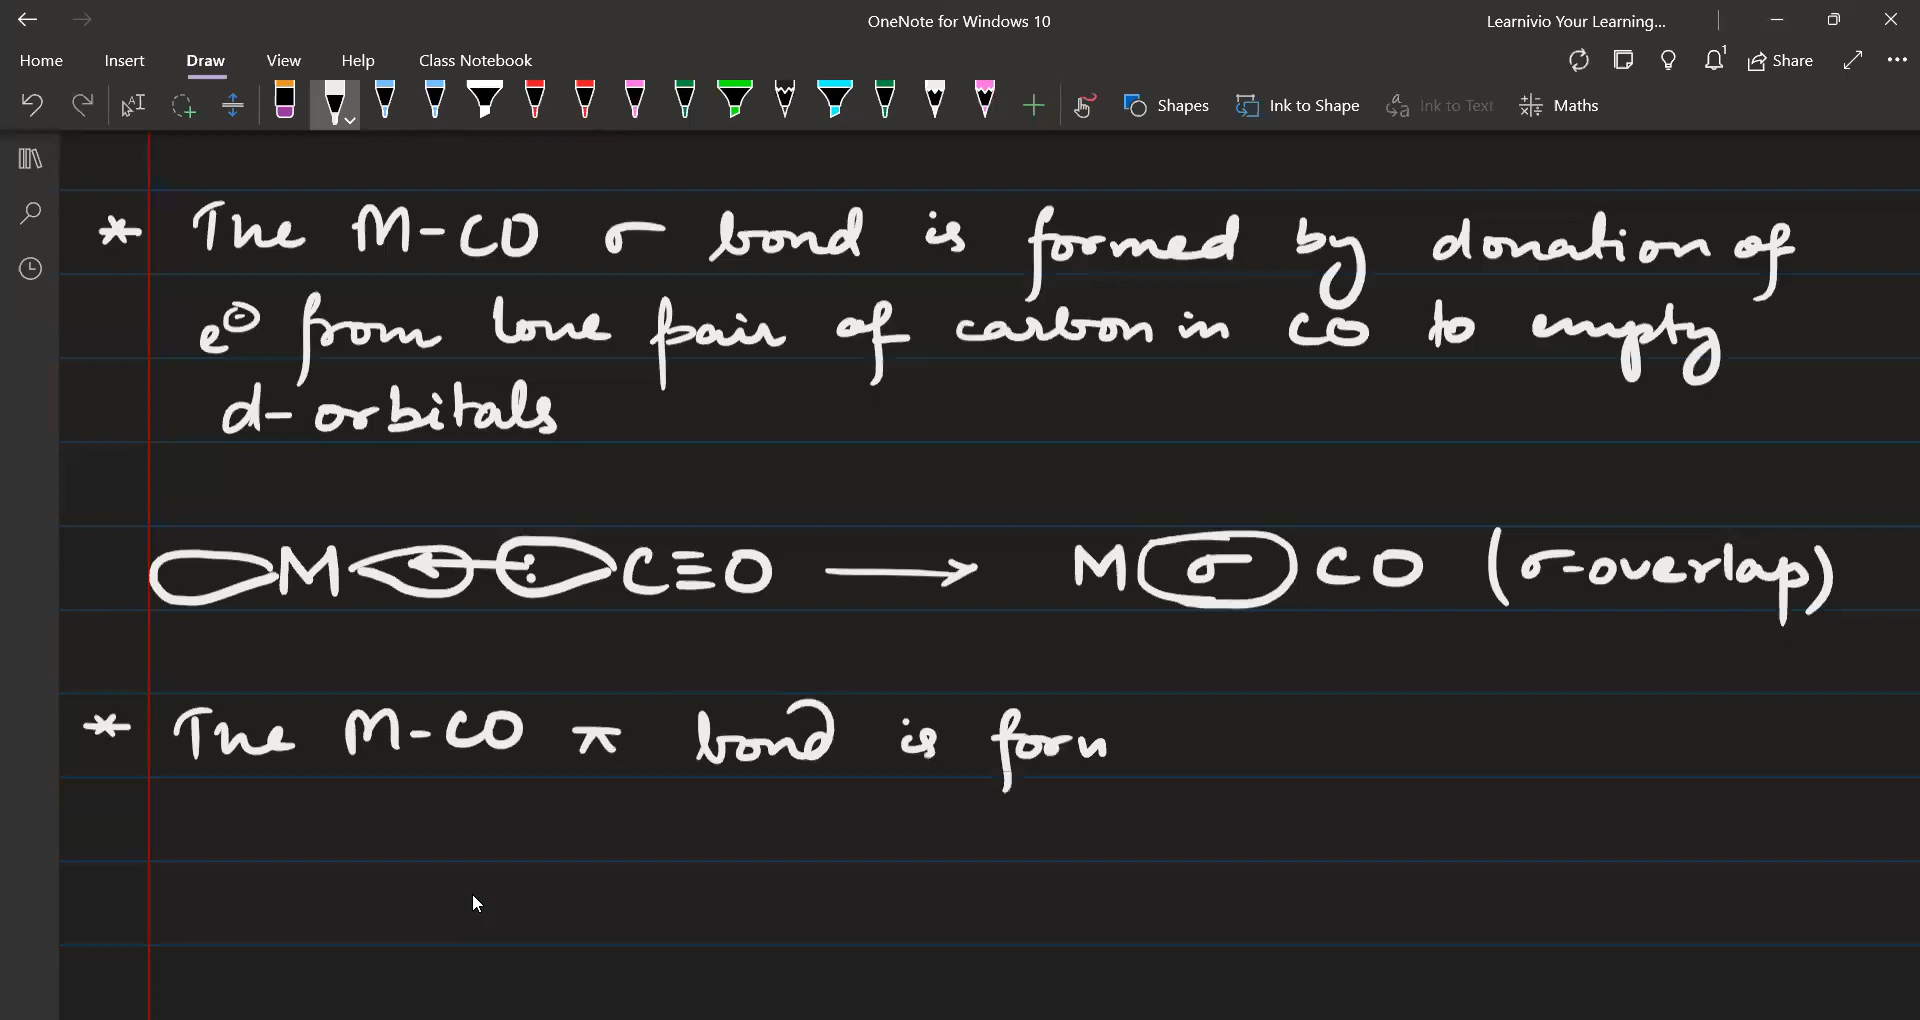 OneNote for Windows 10
Learnivio Your Learning...
Home Insert Draw View Help Class Notebook
1
Share
Shapes Ink to Shape Ink to Text Maths
* The M-CO σ bond is formed by donation of
e⊖ from lone pair of carbon in CO to empty
d-orbitals
M ← : C≡O ⟶ M σ CO (σ-overlap)
* The M-CO π bond is form